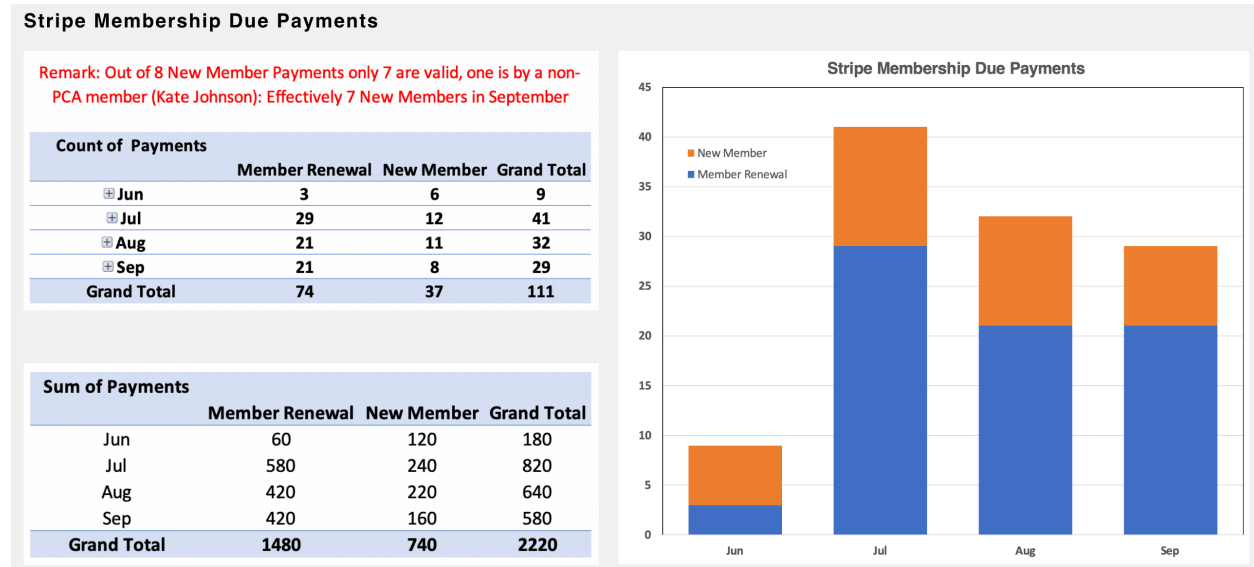 Stripe Membership Due Payments
Remark: Out of 8 New Member Payments only 7 are valid, one is by a non-
PCA member (Kate Johnson): Effectively 7 New Members in September
Count of Payments
Member Renewal New Member Grand Total
Jun 3 6 9
Jul 29 12 41
Aug 21 11 32
Sep 21 8 29
Grand Total 74 37 111
Sum of Payments
Member Renewal New Member Grand Total
Jun 60 120 180
Jul 580 240 820
Aug 420 220 640
Sep 420 160 580
Grand Total 1480 740 2220
Stripe Membership Due Payments
45
40
35
30
25
20
15
10
5
0
New Member
Member Renewal
Jun Jul Aug Sep